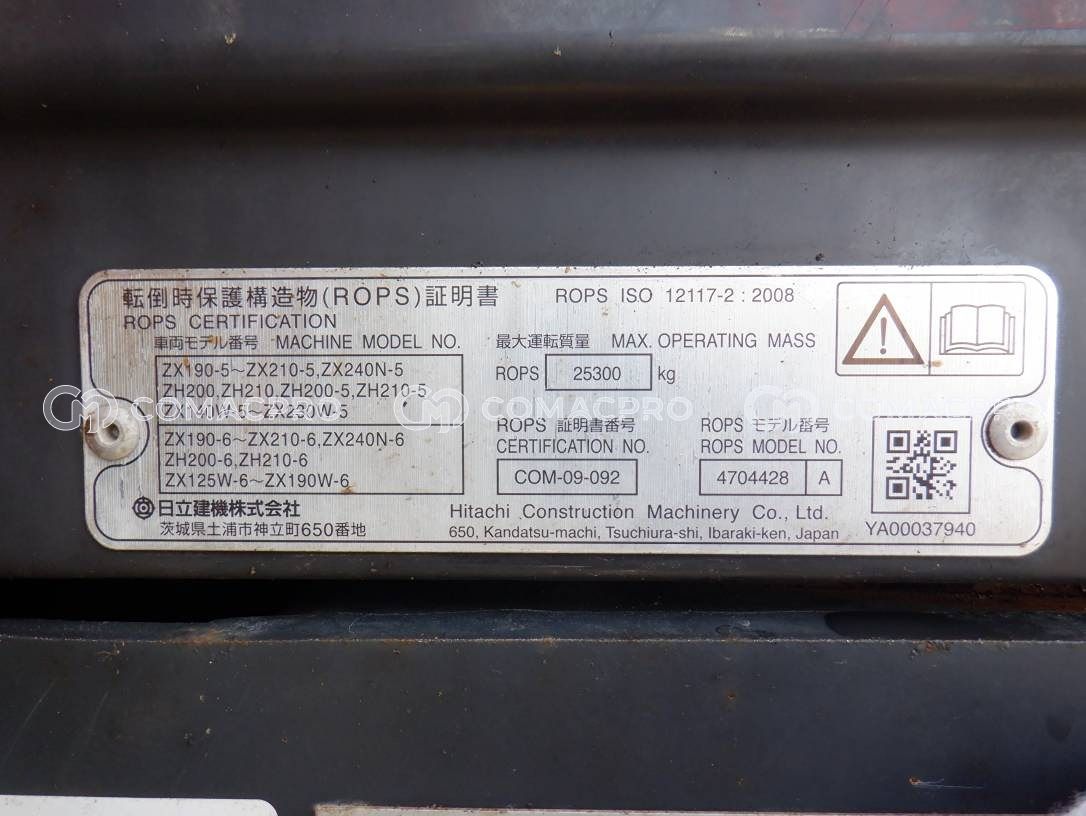 転倒時保護構造物(ROPS)証明書
ROPS ISO 12117-2 : 2008
ROPS CERTIFICATION
車両モデル番号 MACHINE MODEL NO.
ZX190-5~ZX210-5,ZX240N-5
ZH200,ZH210,ZH200-5,ZH210-5
ZX140W-5~ZX230W-5
ZX190-6~ZX210-6,ZX240N-6
ZH200-6,ZH210-6
ZX125W-6~ZX190W-6
最大運転質量 MAX. OPERATING MASS
ROPS 25300 kg
ROPS 証明書番号
CERTIFICATION NO.
COM-09-092
ROPS モデル番号
ROPS MODEL NO.
4704428 A
日立建機株式会社
茨城県土浦市神立町650番地
Hitachi Construction Machinery Co., Ltd.
650, Kandatsu-machi, Tsuchiura-shi, Ibaraki-ken, Japan
YA00037940
COMACPRO COMACPRO COMACPRO